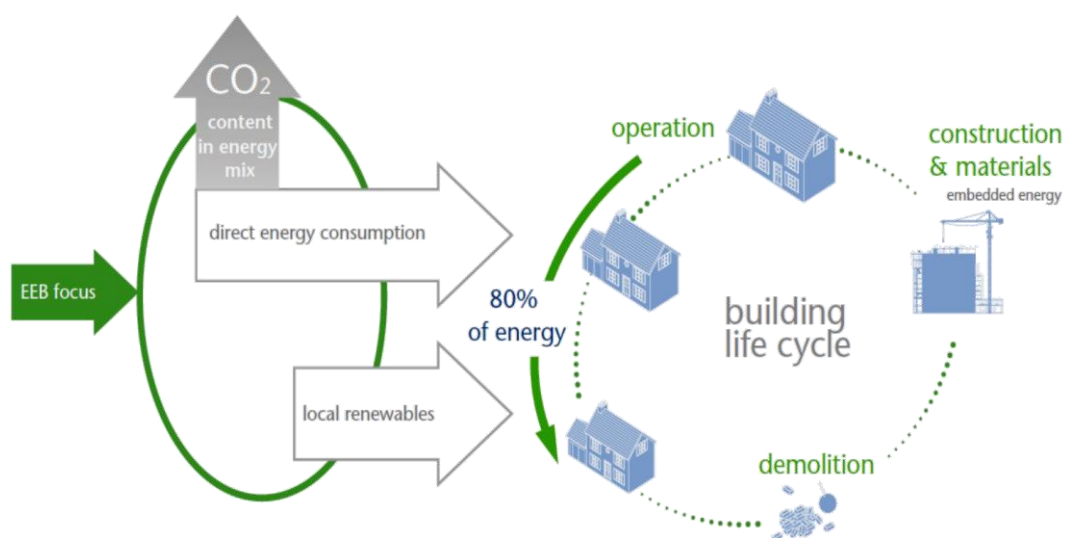 CO₂
content
in energy
mix
direct energy consumption
EEB focus
local renewables
80%
of energy
operation
construction
& materials
embedded energy
building
life cycle
demolition